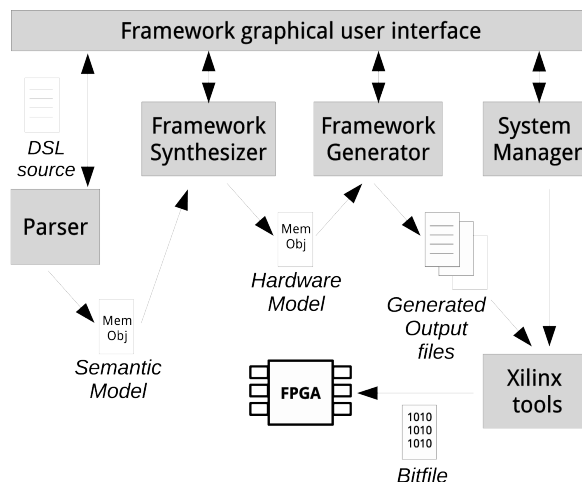 Framework graphical user interface
DSL
source
Framework
Synthesizer
Framework
Generator
System
Manager
Parser
Mem
Obj
Hardware
Model
Mem
Obj
Semantic
Model
Generated
Output
files
Xilinx
tools
FPGA
1010
1010
1010
Bitfile